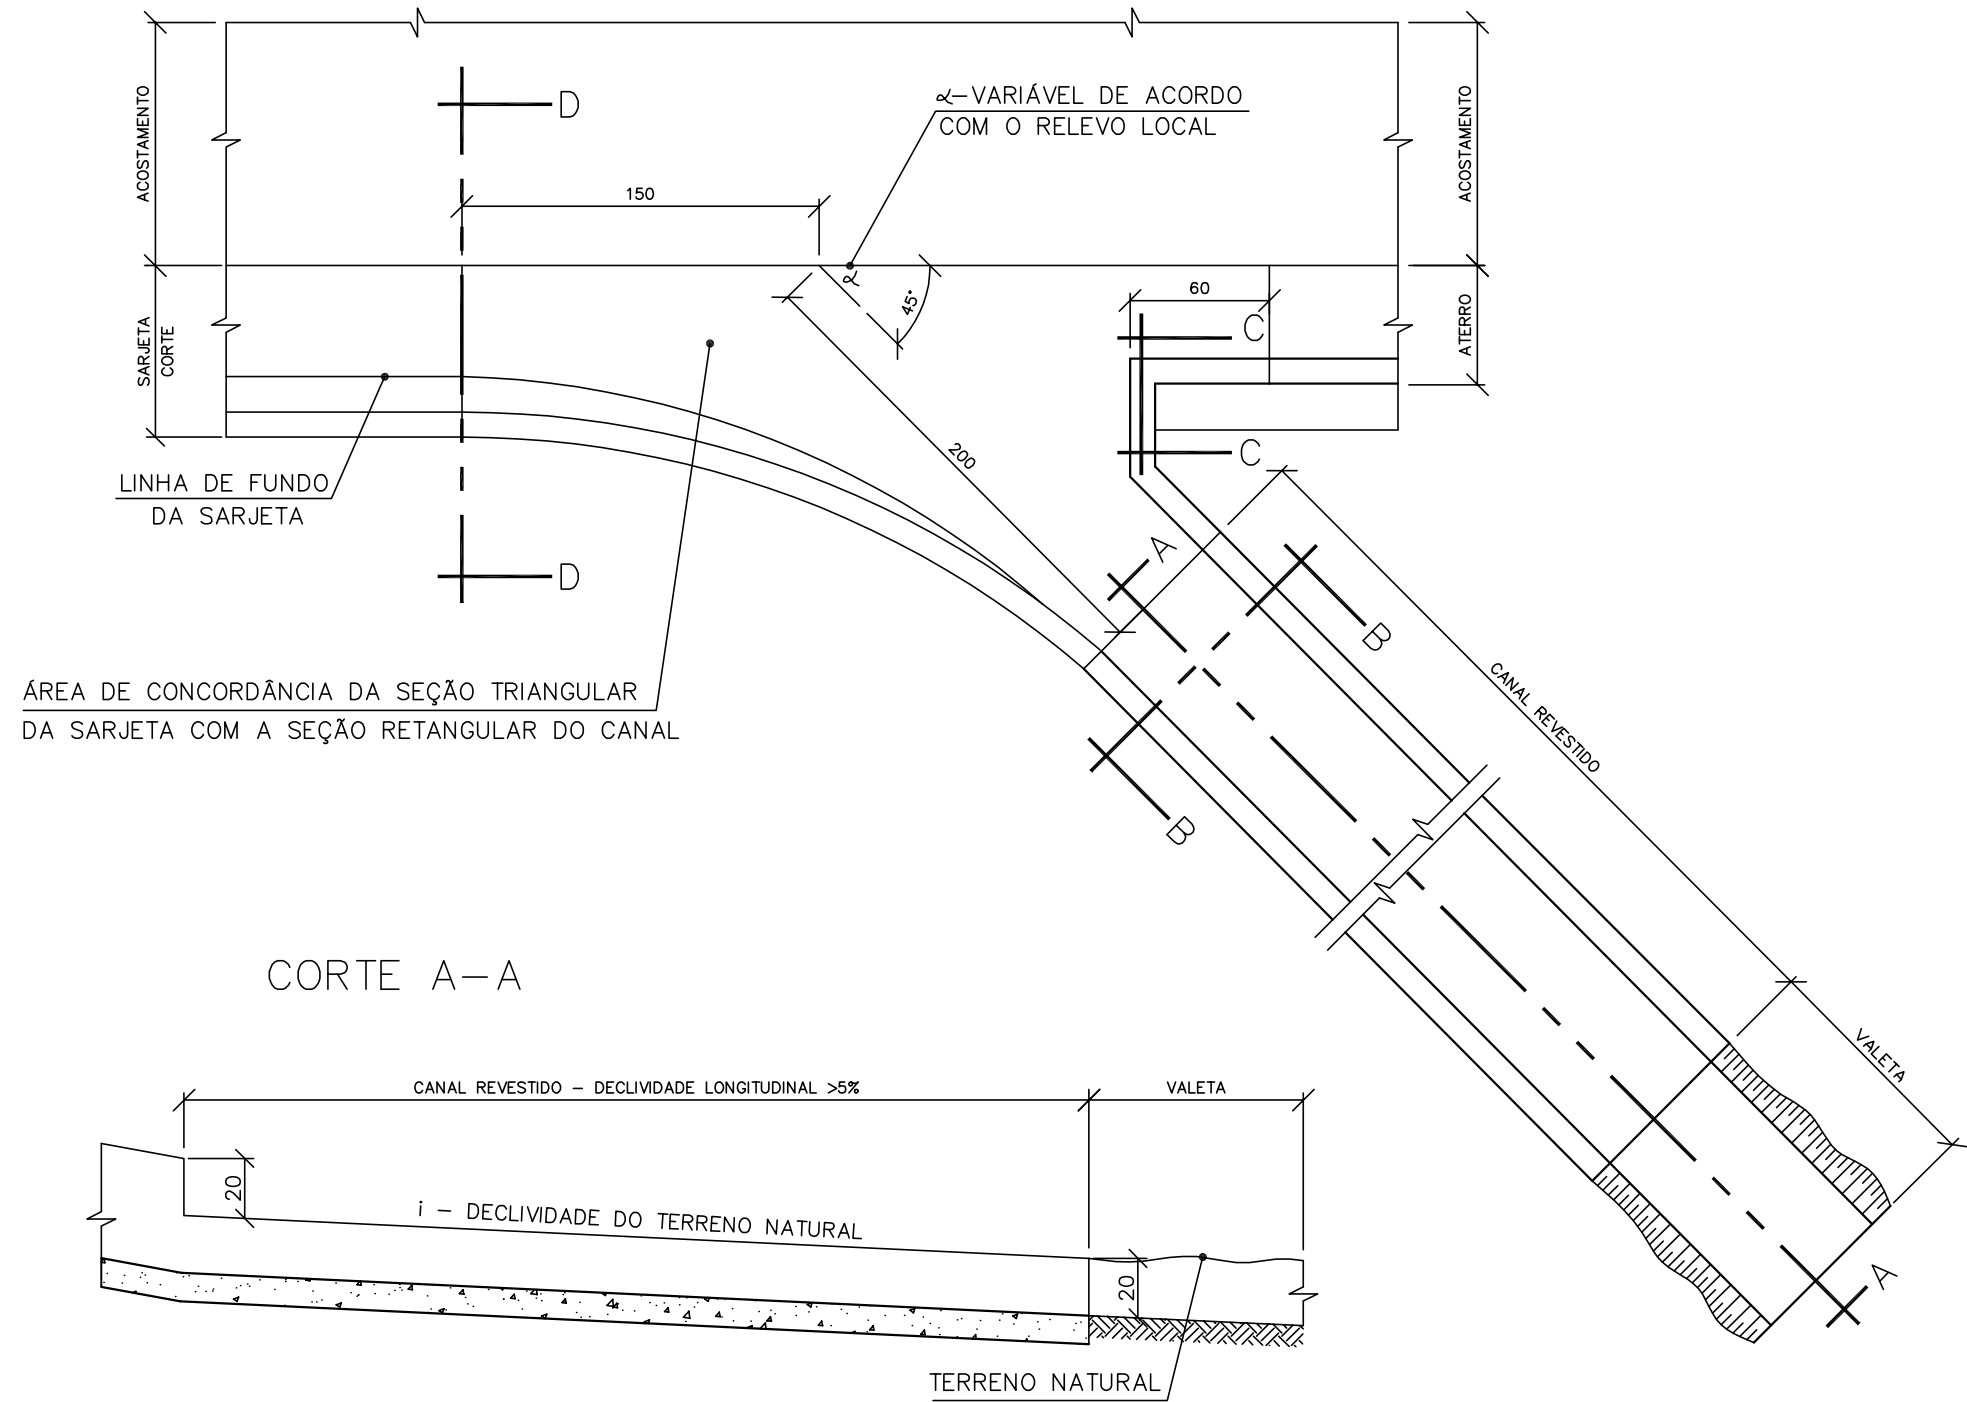 D
α-VARIÁVEL DE ACORDO
COM O RELEVO LOCAL
ACOSTAMENTO
ACOSTAMENTO
150
α
45°
60
C
SARJETA
CORTE
ATERRO
C
200
LINHA DE FUNDO
DA SARJETA
D
A
B
ÁREA DE CONCORDÂNCIA DA SEÇÃO TRIANGULAR
DA SARJETA COM A SEÇÃO RETANGULAR DO CANAL
CANAL REVESTIDO
B
CORTE A-A
VALETA
CANAL REVESTIDO - DECLIVIDADE LONGITUDINAL >5%
VALETA
20
i - DECLIVIDADE DO TERRENO NATURAL
20
A
TERRENO NATURAL